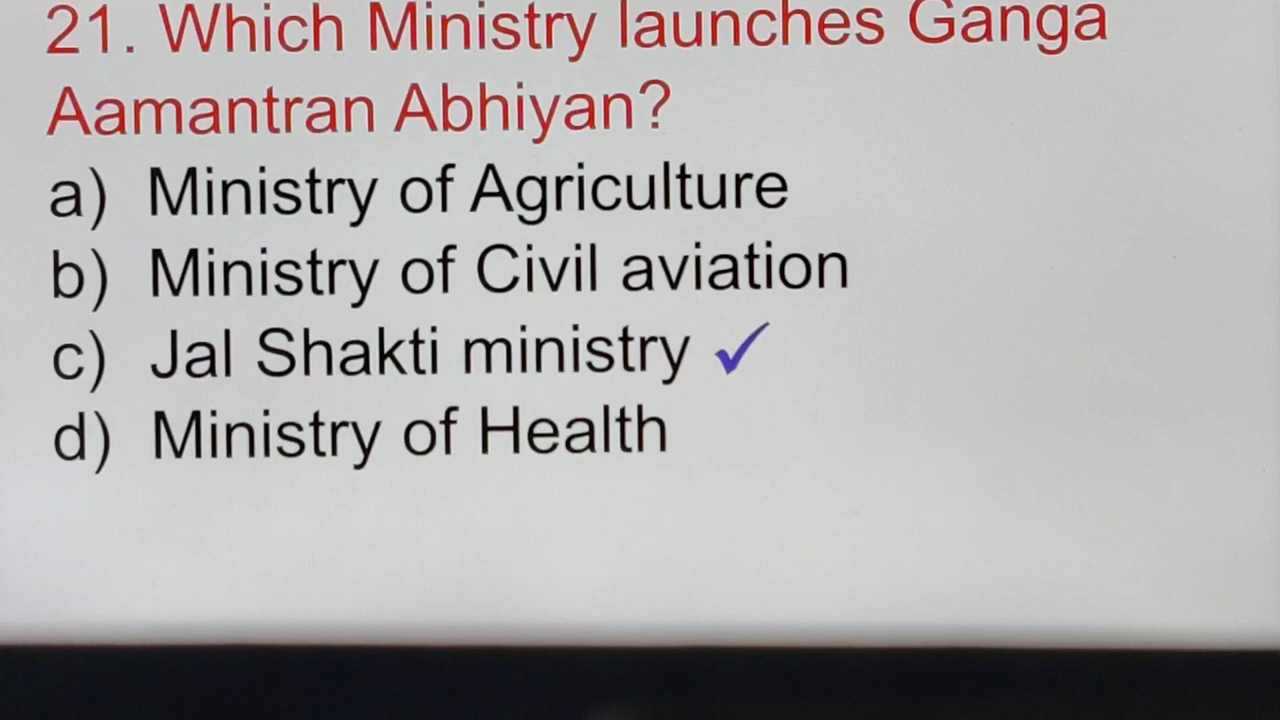 21. Which Ministry launches Ganga
Aamantran Abhiyan?
a) Ministry of Agriculture
b) Ministry of Civil aviation
c) Jal Shakti ministry ✓
d) Ministry of Health